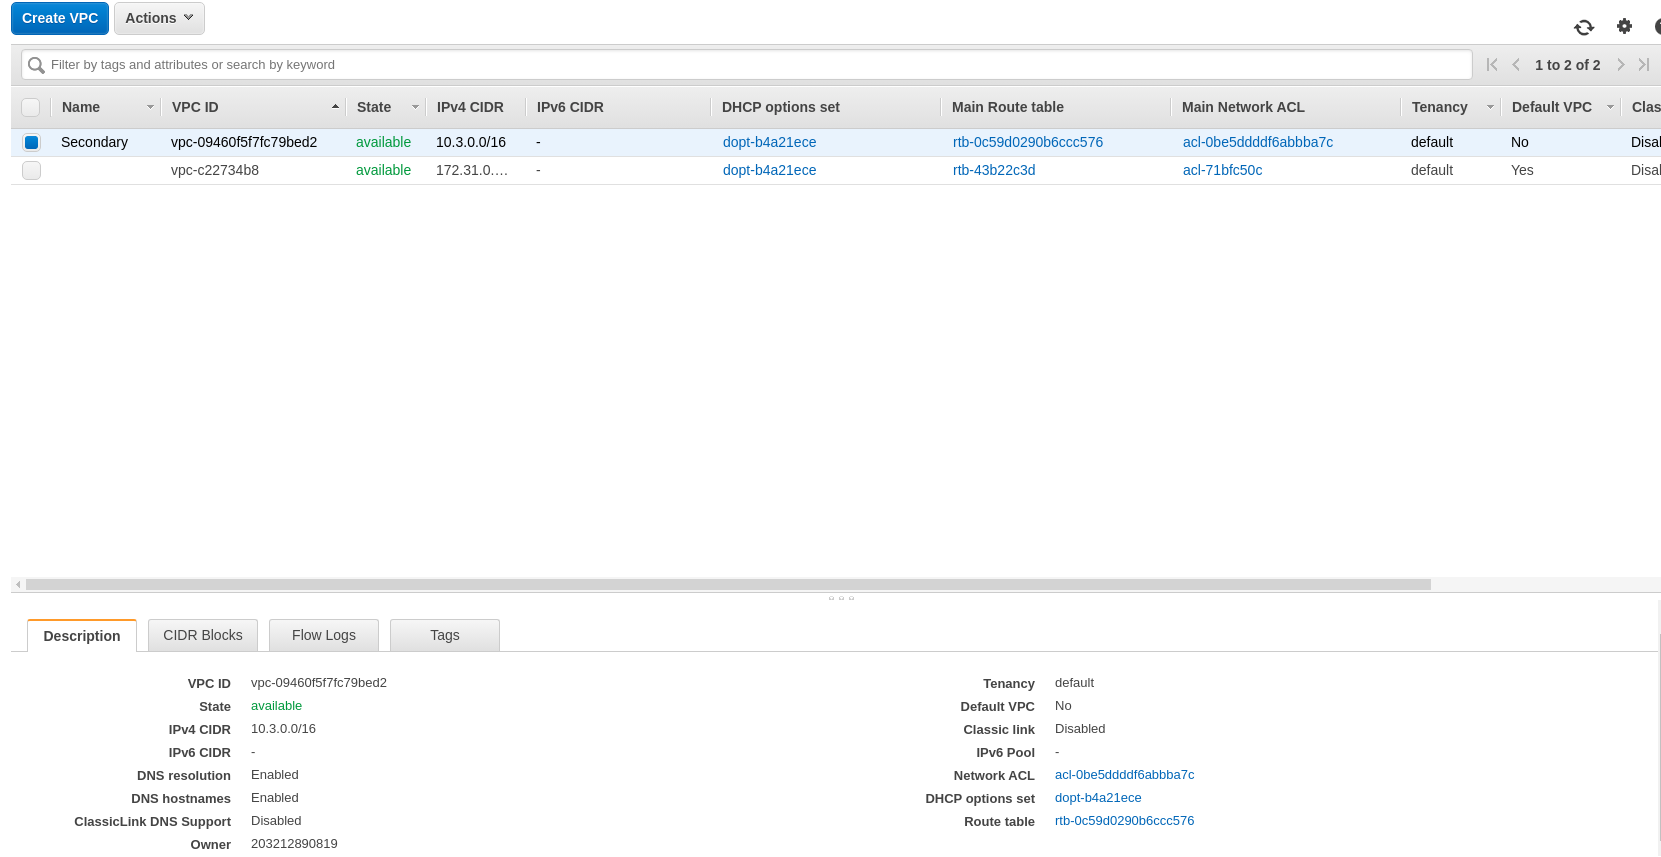 Create VPC Actions
Filter by tags and attributes or search by keyword 1 to 2 of 2
Name VPC ID State IPv4 CIDR IPv6 CIDR DHCP options set Main Route table Main Network ACL Tenancy Default VPC Clas
Secondary vpc-09460f5f7fc79bed2 available 10.3.0.0/16 - dopt-b4a21ece rtb-0c59d0290b6ccc576 acl-0be5ddddf6abbba7c default No Disal
vpc-c22734b8 available 172.31.0.… - dopt-b4a21ece rtb-43b22c3d acl-71bfc50c default Yes Disal
Description CIDR Blocks Flow Logs Tags
VPC ID vpc-09460f5f7fc79bed2 Tenancy default
State available Default VPC No
IPv4 CIDR 10.3.0.0/16 Classic link Disabled
IPv6 CIDR - IPv6 Pool -
DNS resolution Enabled Network ACL acl-0be5ddddf6abbba7c
DNS hostnames Enabled DHCP options set dopt-b4a21ece
ClassicLink DNS Support Disabled Route table rtb-0c59d0290b6ccc576
Owner 203212890819